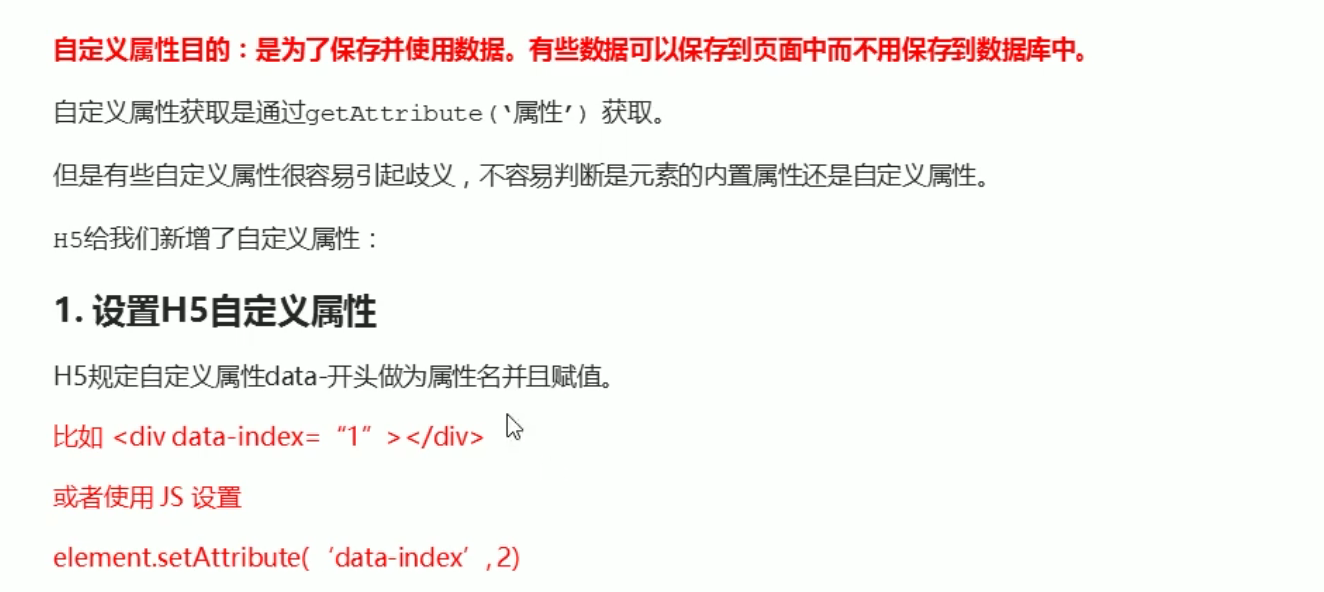 自定义属性目的：是为了保存并使用数据。有些数据可以保存到页面中而不用保存到数据库中。
自定义属性获取是通过getAttribute(‘属性’) 获取。
但是有些自定义属性很容易引起歧义，不容易判断是元素的内置属性还是自定义属性。
H5给我们新增了自定义属性：
1. 设置H5自定义属性
H5规定自定义属性data-开头做为属性名并且赋值。
比如 <div data-index=“1”></div>
或者使用 JS 设置
element.setAttribute(‘data-index’, 2)